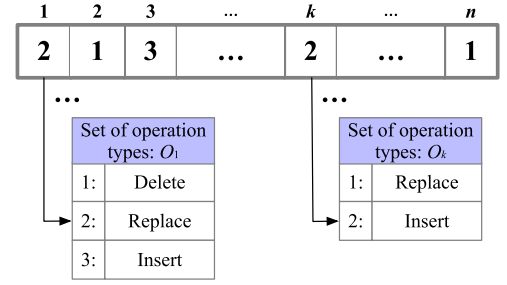 1 2 3 ... k ... n
2 1 3 ... 2 ... 1
... ...
Set of operation
types: O1
1: Delete
2: Replace
3: Insert
Set of operation
types: Ok
1: Replace
2: Insert